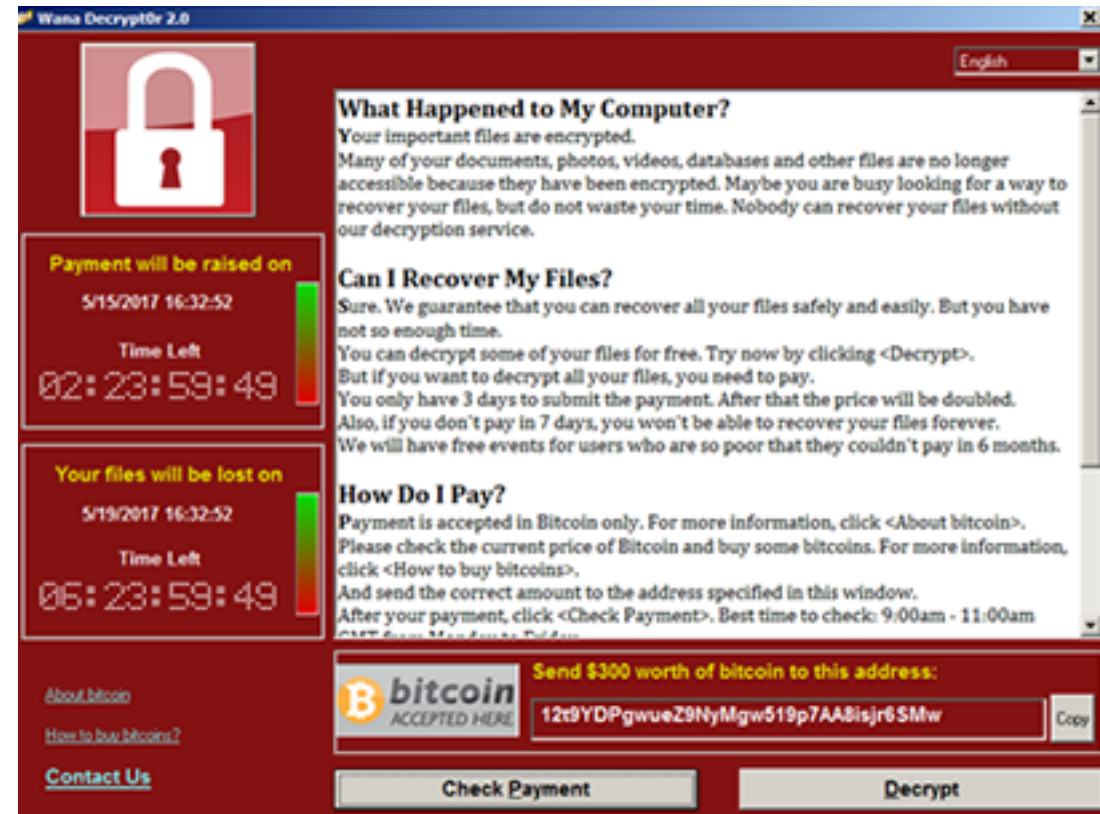 Wana Decrypt0r 2.0
English
What Happened to My Computer?
Your important files are encrypted.
Many of your documents, photos, videos, databases and other files are no longer
accessible because they have been encrypted. Maybe you are busy looking for a way to
recover your files, but do not waste your time. Nobody can recover your files without
our decryption service.
Can I Recover My Files?
Sure. We guarantee that you can recover all your files safely and easily. But you have
not so enough time.
You can decrypt some of your files for free. Try now by clicking <Decrypt>.
But if you want to decrypt all your files, you need to pay.
You only have 3 days to submit the payment. After that the price will be doubled.
Also, if you don`t pay in 7 days, you won`t be able to recover your files forever.
We will have free events for users who are so poor that they couldn`t pay in 6 months.
How Do I Pay?
Payment is accepted in Bitcoin only. For more information, click <About bitcoin>.
Please check the current price of Bitcoin and buy some bitcoins. For more information,
click <How to buy bitcoins>.
And send the correct amount to the address specified in this window.
After your payment, click <Check Payment>. Best time to check: 9:00am - 11:00am
GMT from Monday to Friday
Payment will be raised on
5/15/2017 16:32:52
Time Left
02:23:59:49
Your files will be lost on
5/19/2017 16:32:52
Time Left
06:23:59:49
About bitcoin
How to buy bitcoins?
Contact Us
bitcoin
ACCEPTED HERE
Send $300 worth of bitcoin to this address:
12t9YDPgwueZ9NyMgw519p7AA8isjr6SMw
Copy
Check Payment
Decrypt